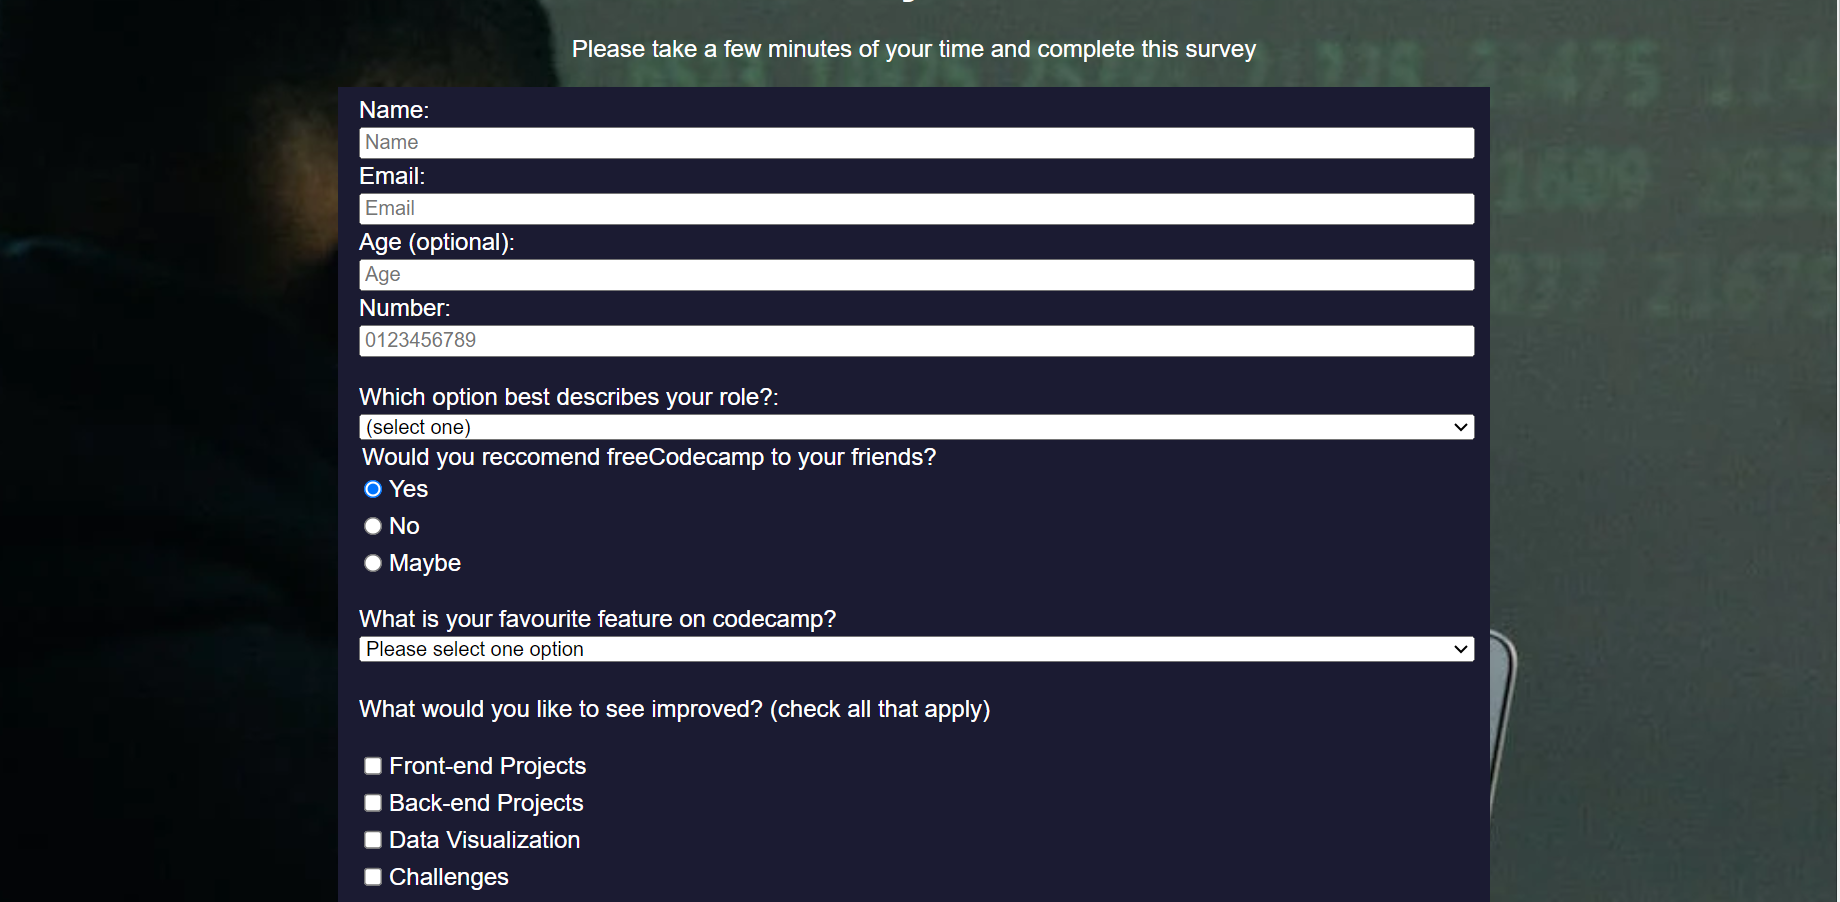 Please take a few minutes of your time and complete this survey
Name:
Name
Email:
Email
Age (optional):
Age
Number:
0123456789
Which option best describes your role?:
(select one)
Would you reccomend freeCodecamp to your friends?
Yes
No
Maybe
What is your favourite feature on codecamp?
Please select one option
What would you like to see improved? (check all that apply)
Front-end Projects
Back-end Projects
Data Visualization
Challenges